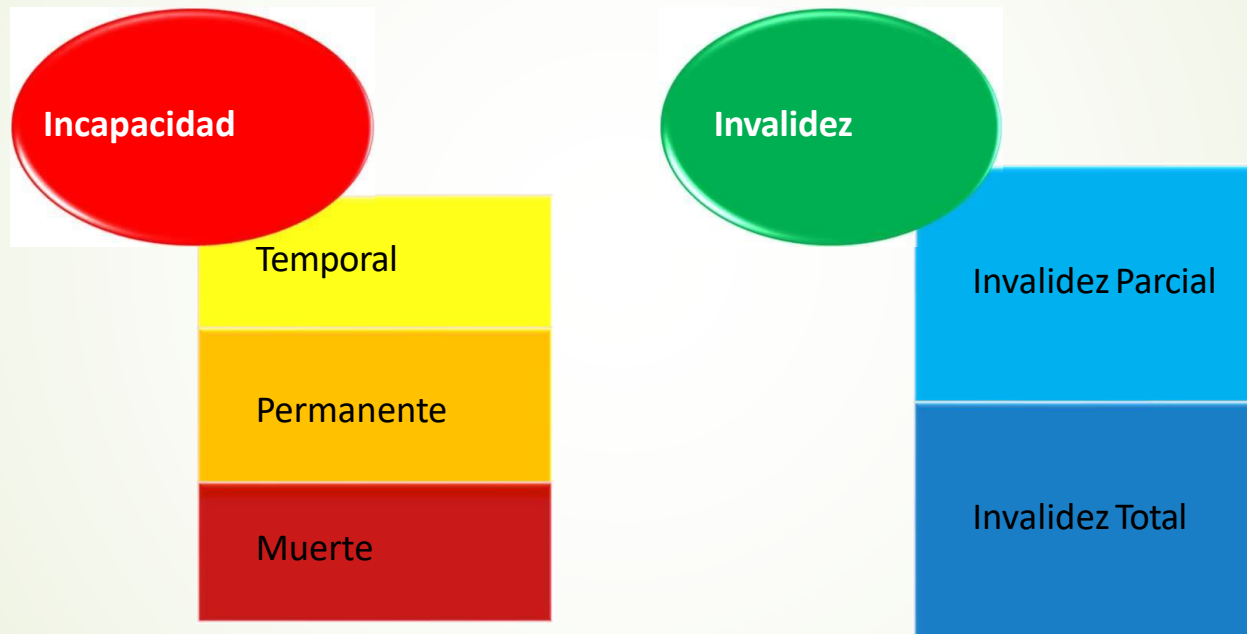 Incapacidad
Temporal
Permanente
Muerte
Invalidez
Invalidez Parcial
Invalidez Total